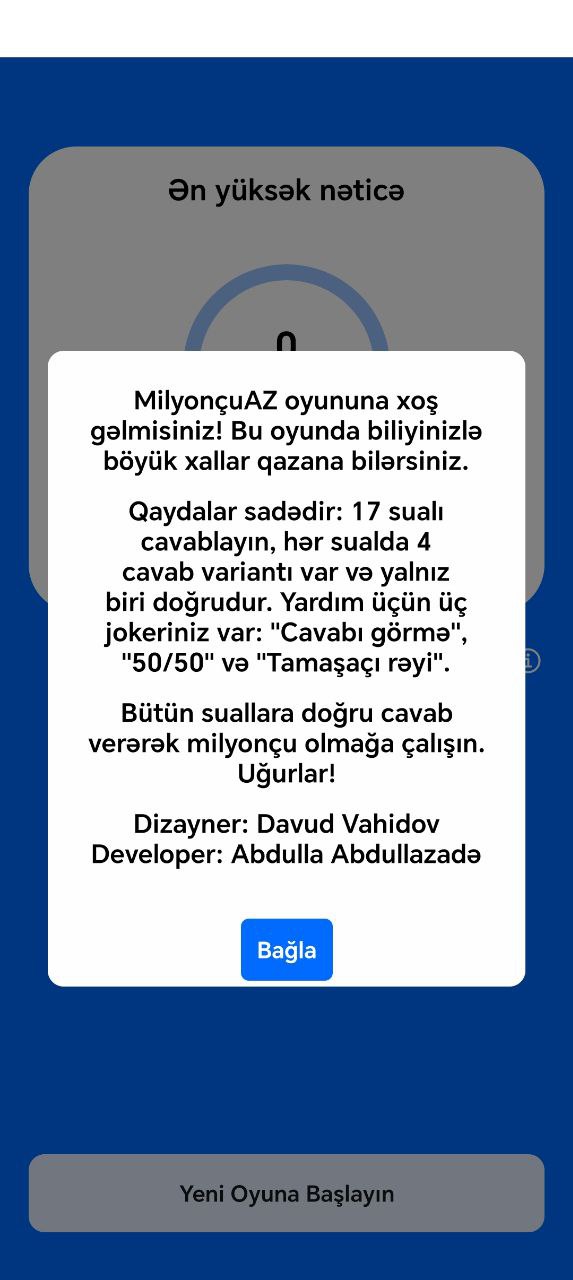 Ən yüksək nəticə
0
MilyonçuAZ oyununa xoş
gəlmisiniz! Bu oyunda biliyinizlə
böyük xallar qazana bilərsiniz.
Qaydalar sadədir: 17 sualı
cavablayın, hər sualda 4
cavab variantı var və yalnız
biri doğrudur. Yardım üçün üç
jokeriniz var: "Cavabı görmə",
"50/50" və "Tamaşaçı rəyi".
Bütün suallara doğru cavab
verərək milyonçu olmağa çalışın.
Uğurlar!
Dizayner: Davud Vahidov
Developer: Abdulla Abdullazadə
Bağla
Yeni Oyuna Başlayın